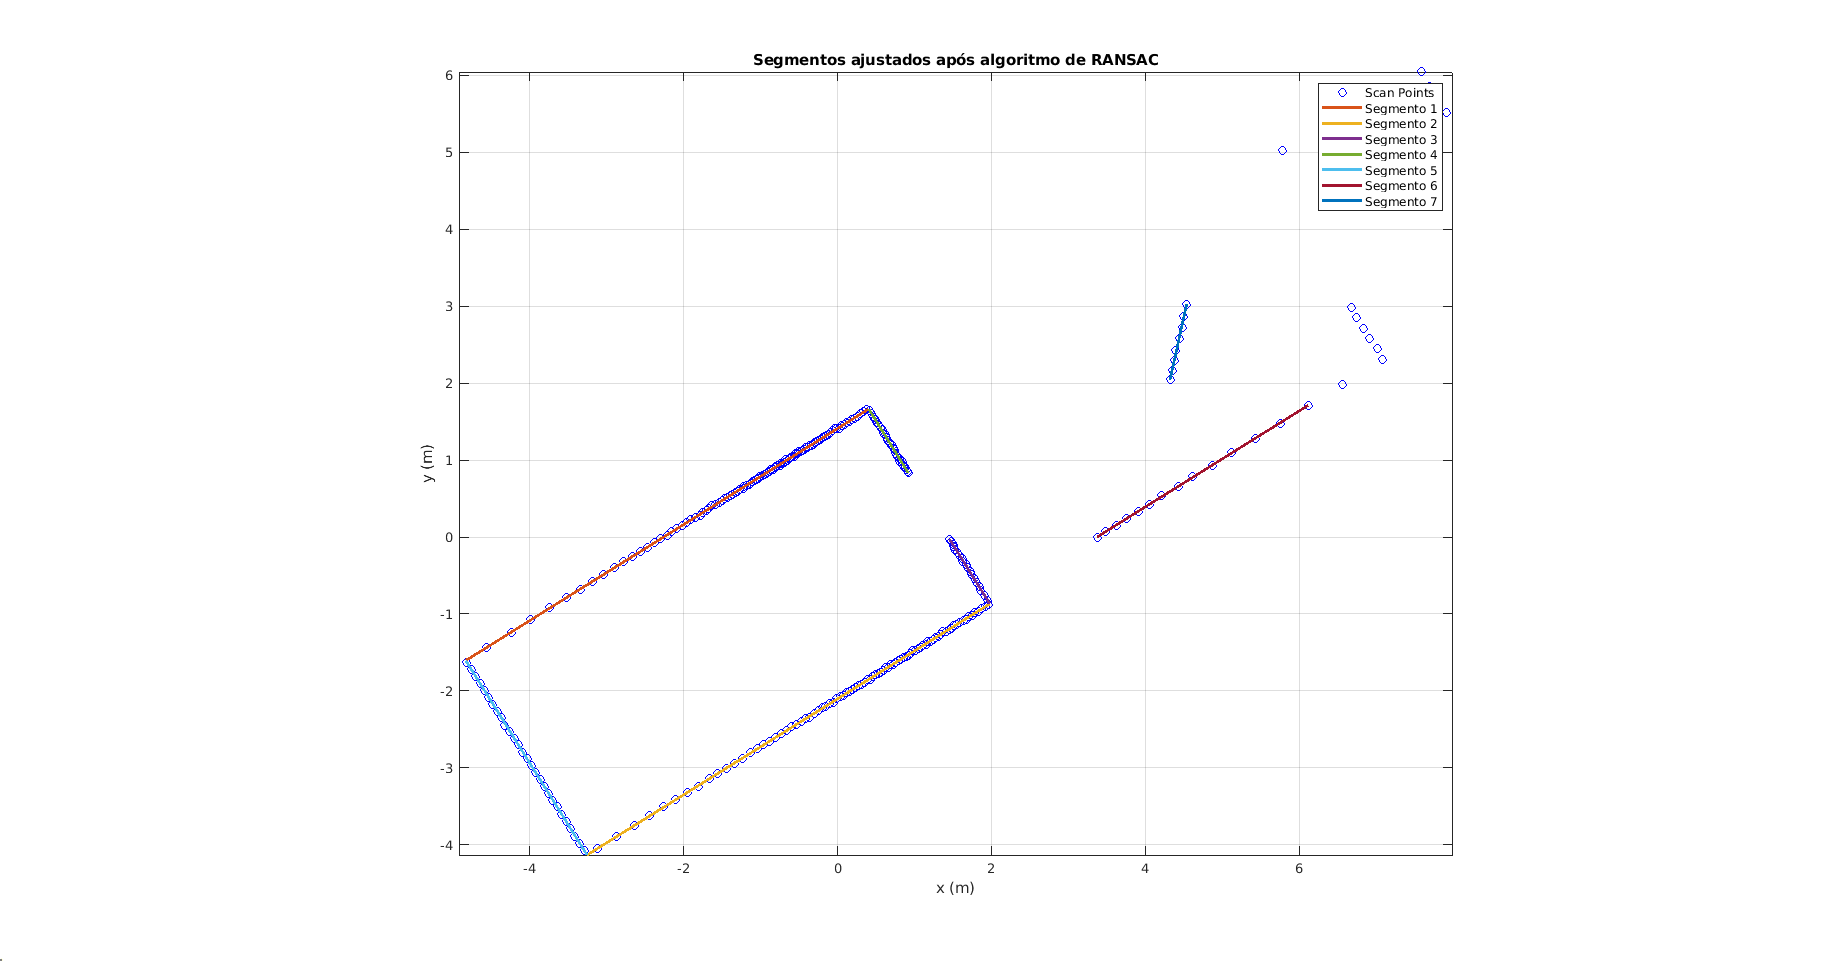 Segmentos ajustados após algoritmo de RANSAC
6
5
4
3
2
1
0
-1
-2
-3
-4
y (m)
-4
-2
0
2
4
6
x (m)
Scan Points
Segmento 1
Segmento 2
Segmento 3
Segmento 4
Segmento 5
Segmento 6
Segmento 7